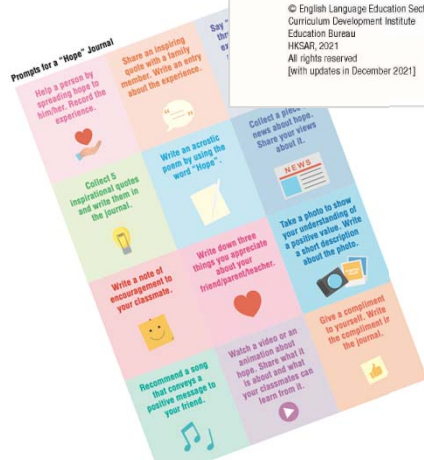 © English Language Education Sect
Curriculum Development Institute
Education Bureau
HKSAR, 2021
All rights reserved
[with updates in December 2021]
Prompts for a "Hope" Journal
Help a person by
spreading hope to
him/her. Record the
experience.
Share an inspiring
quote with a family
member. Write an entry
about the experience.
Say "
thr
ex
Collect 5
inspirational quotes
and write them in
the journal.
Write an acrostic
poem by using the
word "Hope".
Collect a piece
news about hope.
Share your views
about it.
NEWS
Write a note of
encouragement to
your classmate.
Write down three
things you appreciate
about your
friend/parent/teacher.
Take a photo to show
your understanding of
a positive value. Write
a short description
about the photo.
Recommend a song
that conveys a
positive message to
your friend.
Watch a video or an
animation about
hope. Share what it
is about and what
your classmates can
learn from it.
Give a compliment
to yourself. Write
the compliment in
the journal.